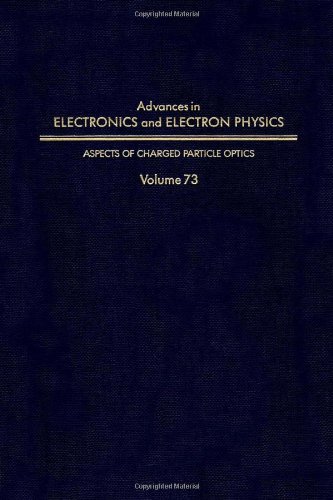 Advances in
ELECTRONICS and ELECTRON PHYSICS
ASPECTS OF CHARGED PARTICLE OPTICS
Volume 73